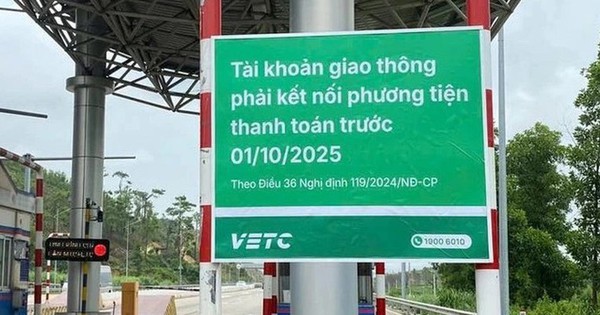 Tài khoản giao thông
phải kết nối phương tiện
thanh toán trước
01/10/2025
Theo Điều 36 Nghị định 119/2024/NĐ-CP
VETC
1900 6010